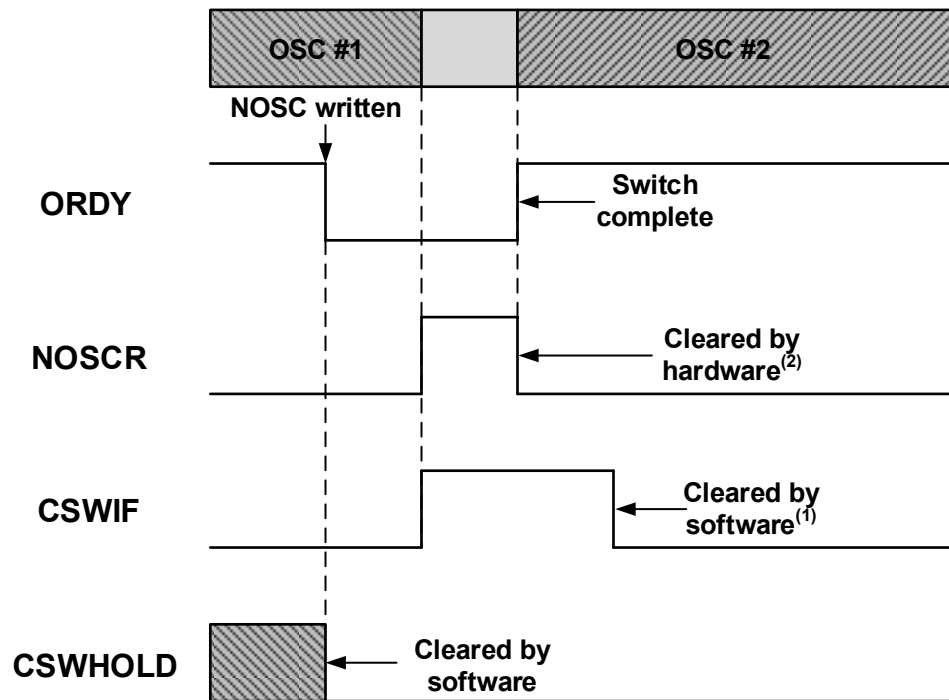 OSC #1
OSC #2
NOSC written
ORDY
Switch
complete
NOSCR
Cleared by
hardware(2)
CSWIF
Cleared by
software(1)
CSWHOLD
Cleared by
software